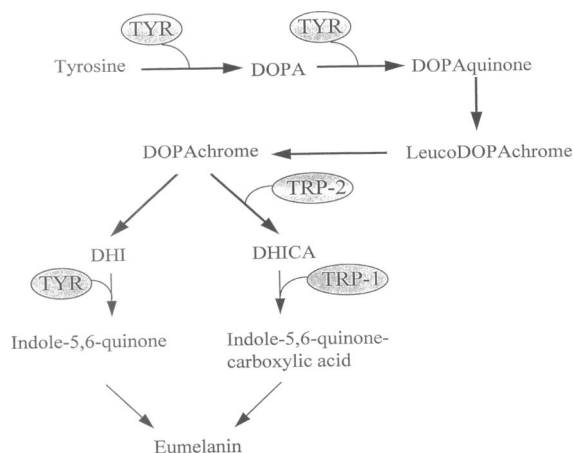 TYR
TYR
Tyrosine
DOPA
DOPAquinone
DOPAchrome
LeucoDOPAchrome
TRP-2
DHI
DHICA
TYR
TRP-1
Indole-5,6-quinone
Indole-5,6-quinone-
carboxylic acid
Eumelanin